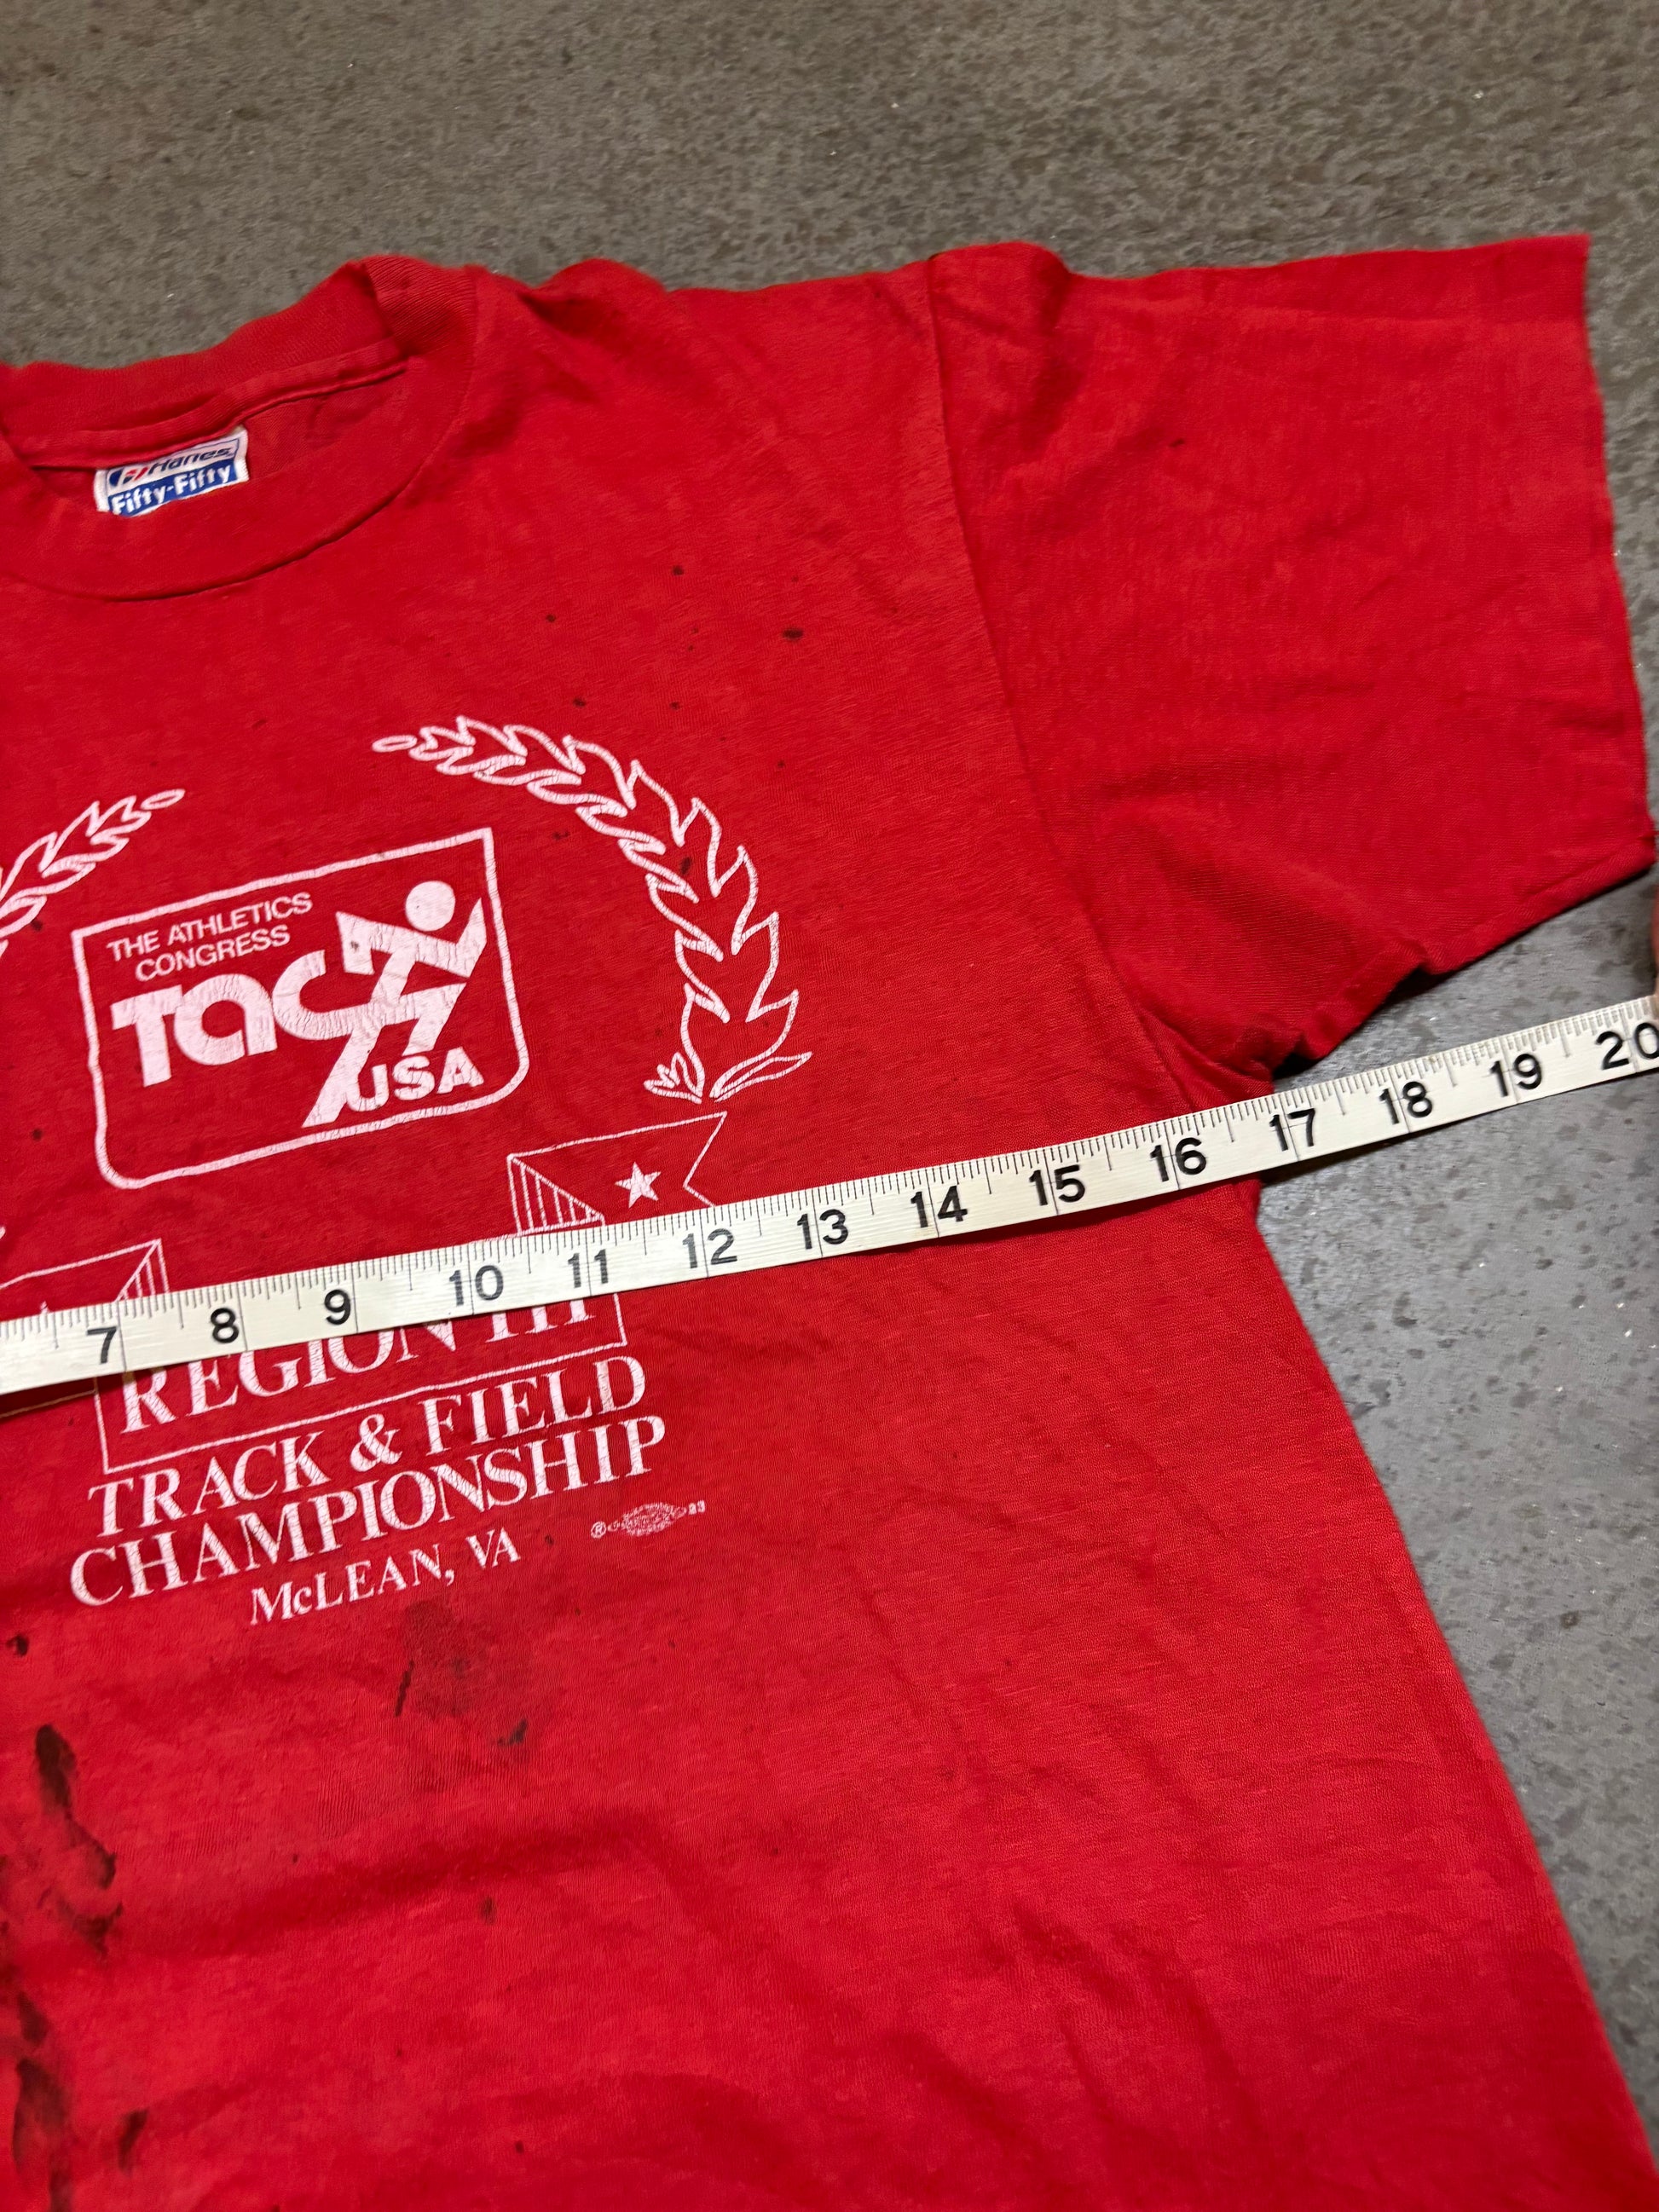 Hanes
Fifty-Fifty
THE ATHLETICS
CONGRESS
TAC
USA
7 8 9 10 11 12 13 14 15 16 17 18 19 20
REGION III
TRACK & FIELD
CHAMPIONSHIP
® 23
McLEAN, VA